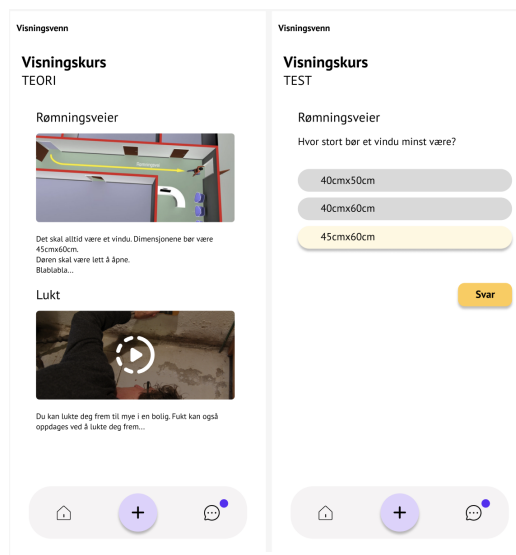 Visningsvenn
Visningskurs
TEORI
Rømningsveier
Rømningsvei
Det skal alltid være et vindu. Dimensjonene bør være
45cmx60cm.
Døren skal være lett å åpne.
Blablabla...
Lukt
Du kan lukte deg frem til mye i en bolig. Fukt kan også
oppdages ved å lukte deg frem...
Visningsvenn
Visningskurs
TEST
Rømningsveier
Hvor stort bør et vindu minst være?
40cmx50cm
40cmx60cm
45cmx60cm
Svar